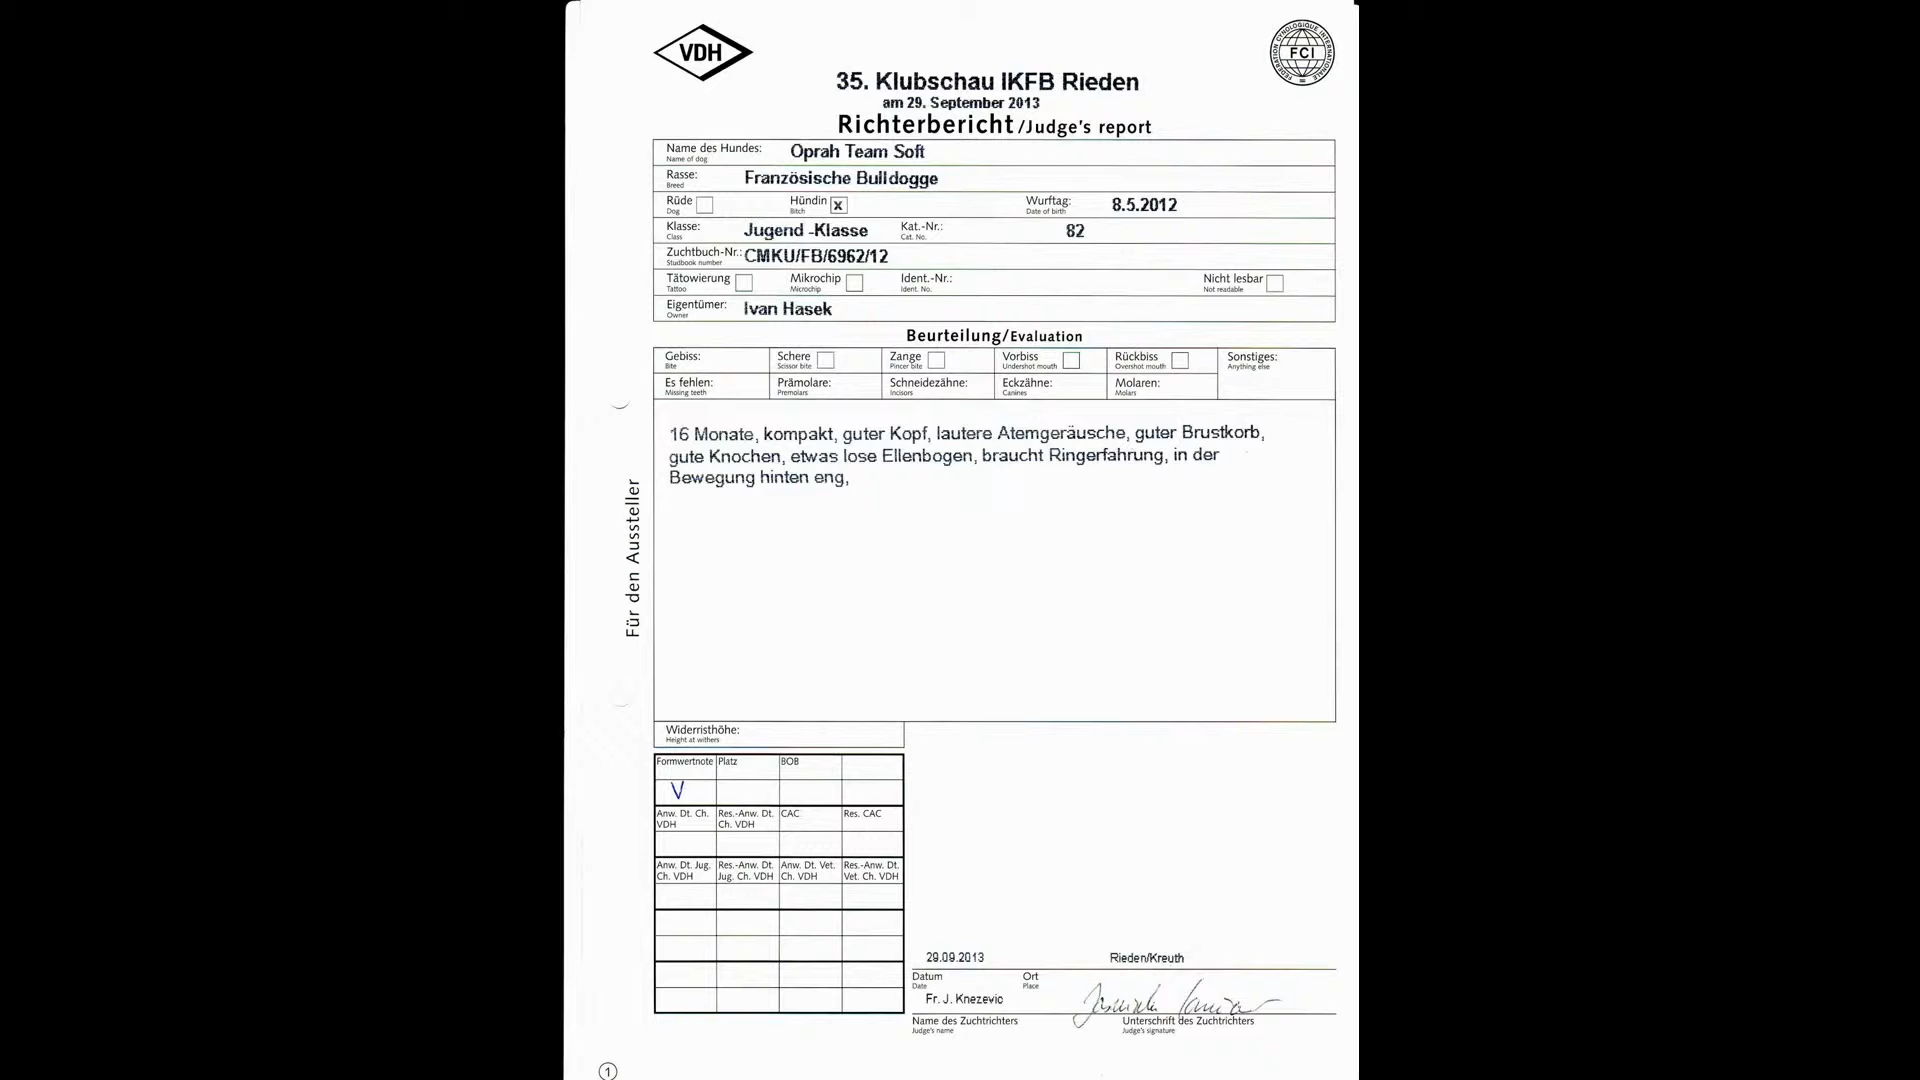 VDH
FEDERATION CYNOLOGIQUE INTERNATIONALE
FCI
35. Klubschau IKFB Rieden
am 29. September 2013
Richterbericht /Judge's report
Name des Hundes: Oprah Team Soft
Name of dog
Rasse: Französische Bulldogge
Breed
Rüde Hündin x Wurftag: 8.5.2012
Dog Bitch Date of birth
Klasse: Jugend -Klasse Kat.-Nr.: 82
Class Cat. No.
Zuchtbuch-Nr.: CMKU/FB/6962/12
Studbook number
Tätowierung Mikrochip Ident.-Nr.: Nicht lesbar
Tattoo Microchip Ident. No. Not readable
Eigentümer: Ivan Hasek
Owner
Beurteilung/Evaluation
Gebiss: Schere Zange Vorbiss Rückbiss Sonstiges:
Bite Scissor bite Pincer bite Undershot mouth Overshot mouth Anything else
Es fehlen: Prämolare: Schneidezähne: Eckzähne: Molaren:
Missing teeth Premolars Incisors Canines Molars
16 Monate, kompakt, guter Kopf, lautere Atemgeräusche, guter Brustkorb,
gute Knochen, etwas lose Ellenbogen, braucht Ringerfahrung, in der
Bewegung hinten eng,
Für den Aussteller
Widerristhöhe:
Height at withers
Formwertnote Platz BOB
V
Anw. Dt. Ch. Res.-Anw. Dt. CAC Res. CAC
VDH Ch. VDH
Anw. Dt. Jug. Res.-Anw. Dt. Anw. Dt. Vet. Res.-Anw. Dt.
Ch. VDH Jug. Ch. VDH Ch. VDH Vet. Ch. VDH
29.09.2013 Rieden/Kreuth
Datum Ort
Date Place
Fr. J. Knezevic
Name des Zuchtrichters Unterschrift des Zuchtrichters
Judge's name Judge's signature
1